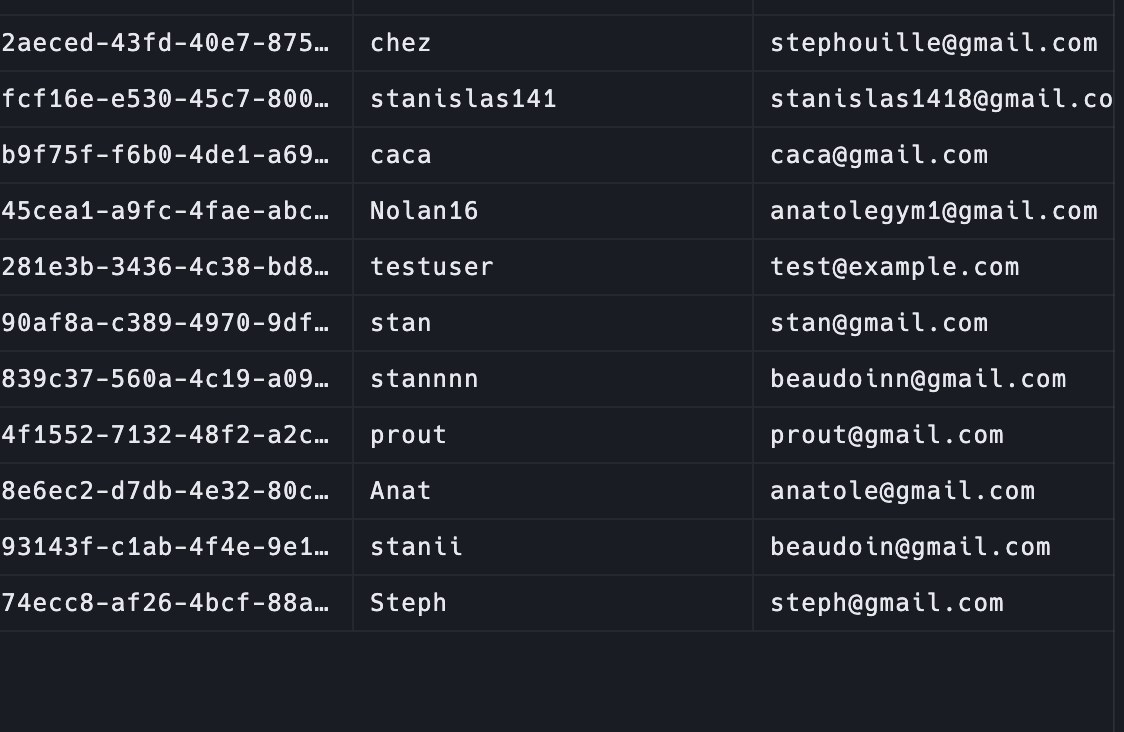 2aeced-43fd-40e7-875… chez stephouille@gmail.com
fcf16e-e530-45c7-800… stanislas141 stanislas1418@gmail.co
b9f75f-f6b0-4de1-a69… caca caca@gmail.com
45cea1-a9fc-4fae-abc… Nolan16 anatolegym1@gmail.com
281e3b-3436-4c38-bd8… testuser test@example.com
90af8a-c389-4970-9df… stan stan@gmail.com
839c37-560a-4c19-a09… stannnn beaudoinn@gmail.com
4f1552-7132-48f2-a2c… prout prout@gmail.com
8e6ec2-d7db-4e32-80c… Anat anatole@gmail.com
93143f-c1ab-4f4e-9e1… stanii beaudoin@gmail.com
74ecc8-af26-4bcf-88a… Steph steph@gmail.com